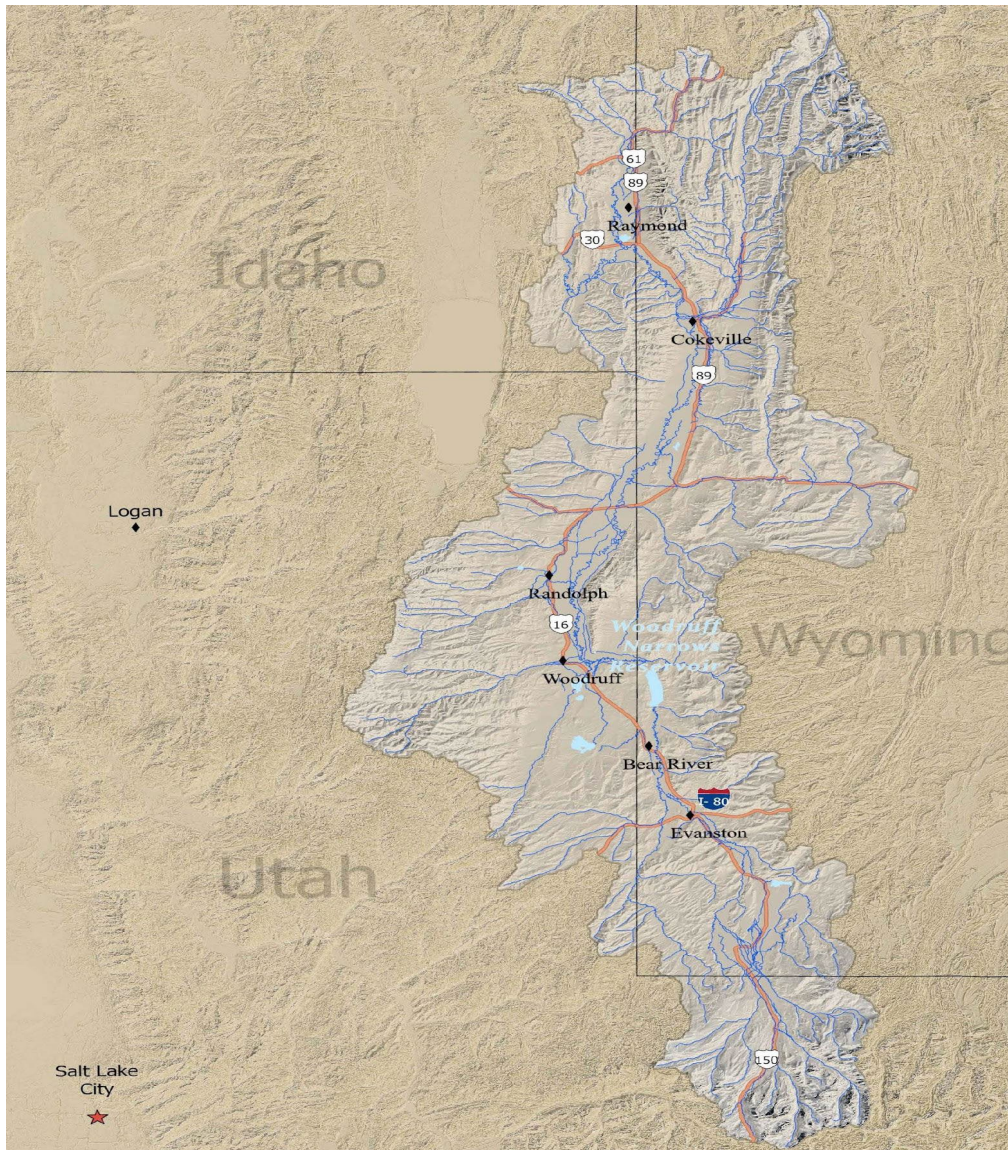 61
89
Raymond
30
Idaho
Cokeville
89
Logan
Randolph
16
Woodruff
Narrows
Reservoir
Wyoming
Woodruff
Bear River
I- 80
Evanston
Utah
150
Salt Lake
City